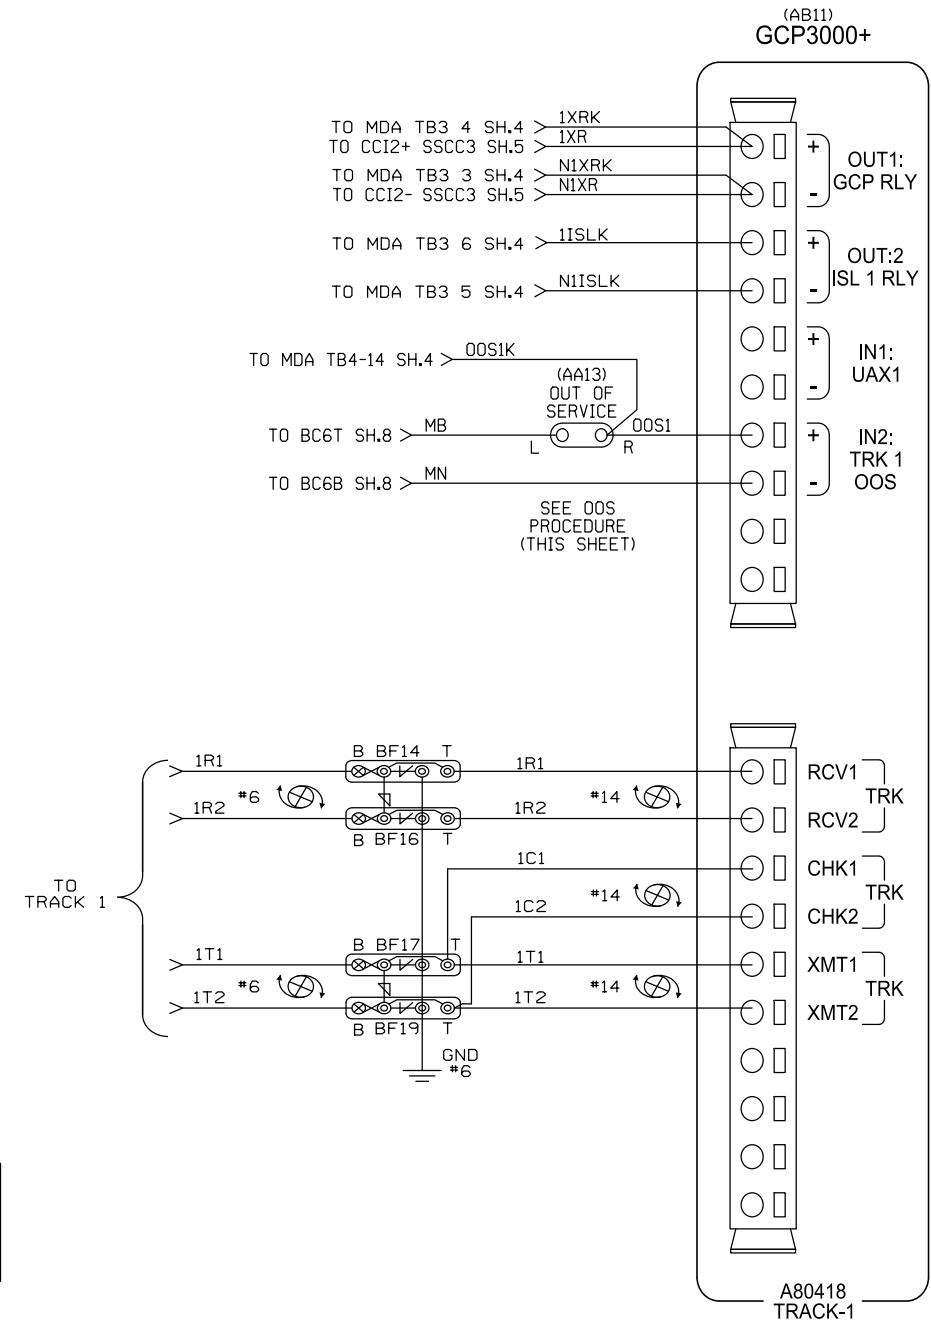 (AB11)
GCP3000+
TO MDA TB3 4 SH.4 1XRK
TO CCI2+ SSCC3 SH.5 1XR
+
TO MDA TB3 3 SH.4 N1XRK
TO CCI2- SSCC3 SH.5 N1XR
-
OUT1:
GCP RLY
TO MDA TB3 6 SH.4 1ISLK
+
TO MDA TB3 5 SH.4 N1ISLK
-
OUT:2
ISL 1 RLY
+
-
IN1:
UAX1
TO MDA TB4-14 SH.4 OOS1K
(AA13)
OUT OF
SERVICE
TO BC6T SH.8 MB
L
R
OOS1
+
TO BC6B SH.8 MN
-
IN2:
TRK 1
OOS
SEE OOS
PROCEDURE
(THIS SHEET)
B BF14 T
1R1 1R1 RCV1
#6 #14 TRK
1R2 1R2 RCV2
B BF16 T
1C1 CHK1
#14 TRK
1C2 CHK2
TO
TRACK 1
B BF17 T
1T1 1T1 XMT1
#6 #14 TRK
1T2 1T2 XMT2
B BF19 T
GND
#6
A80418
TRACK-1